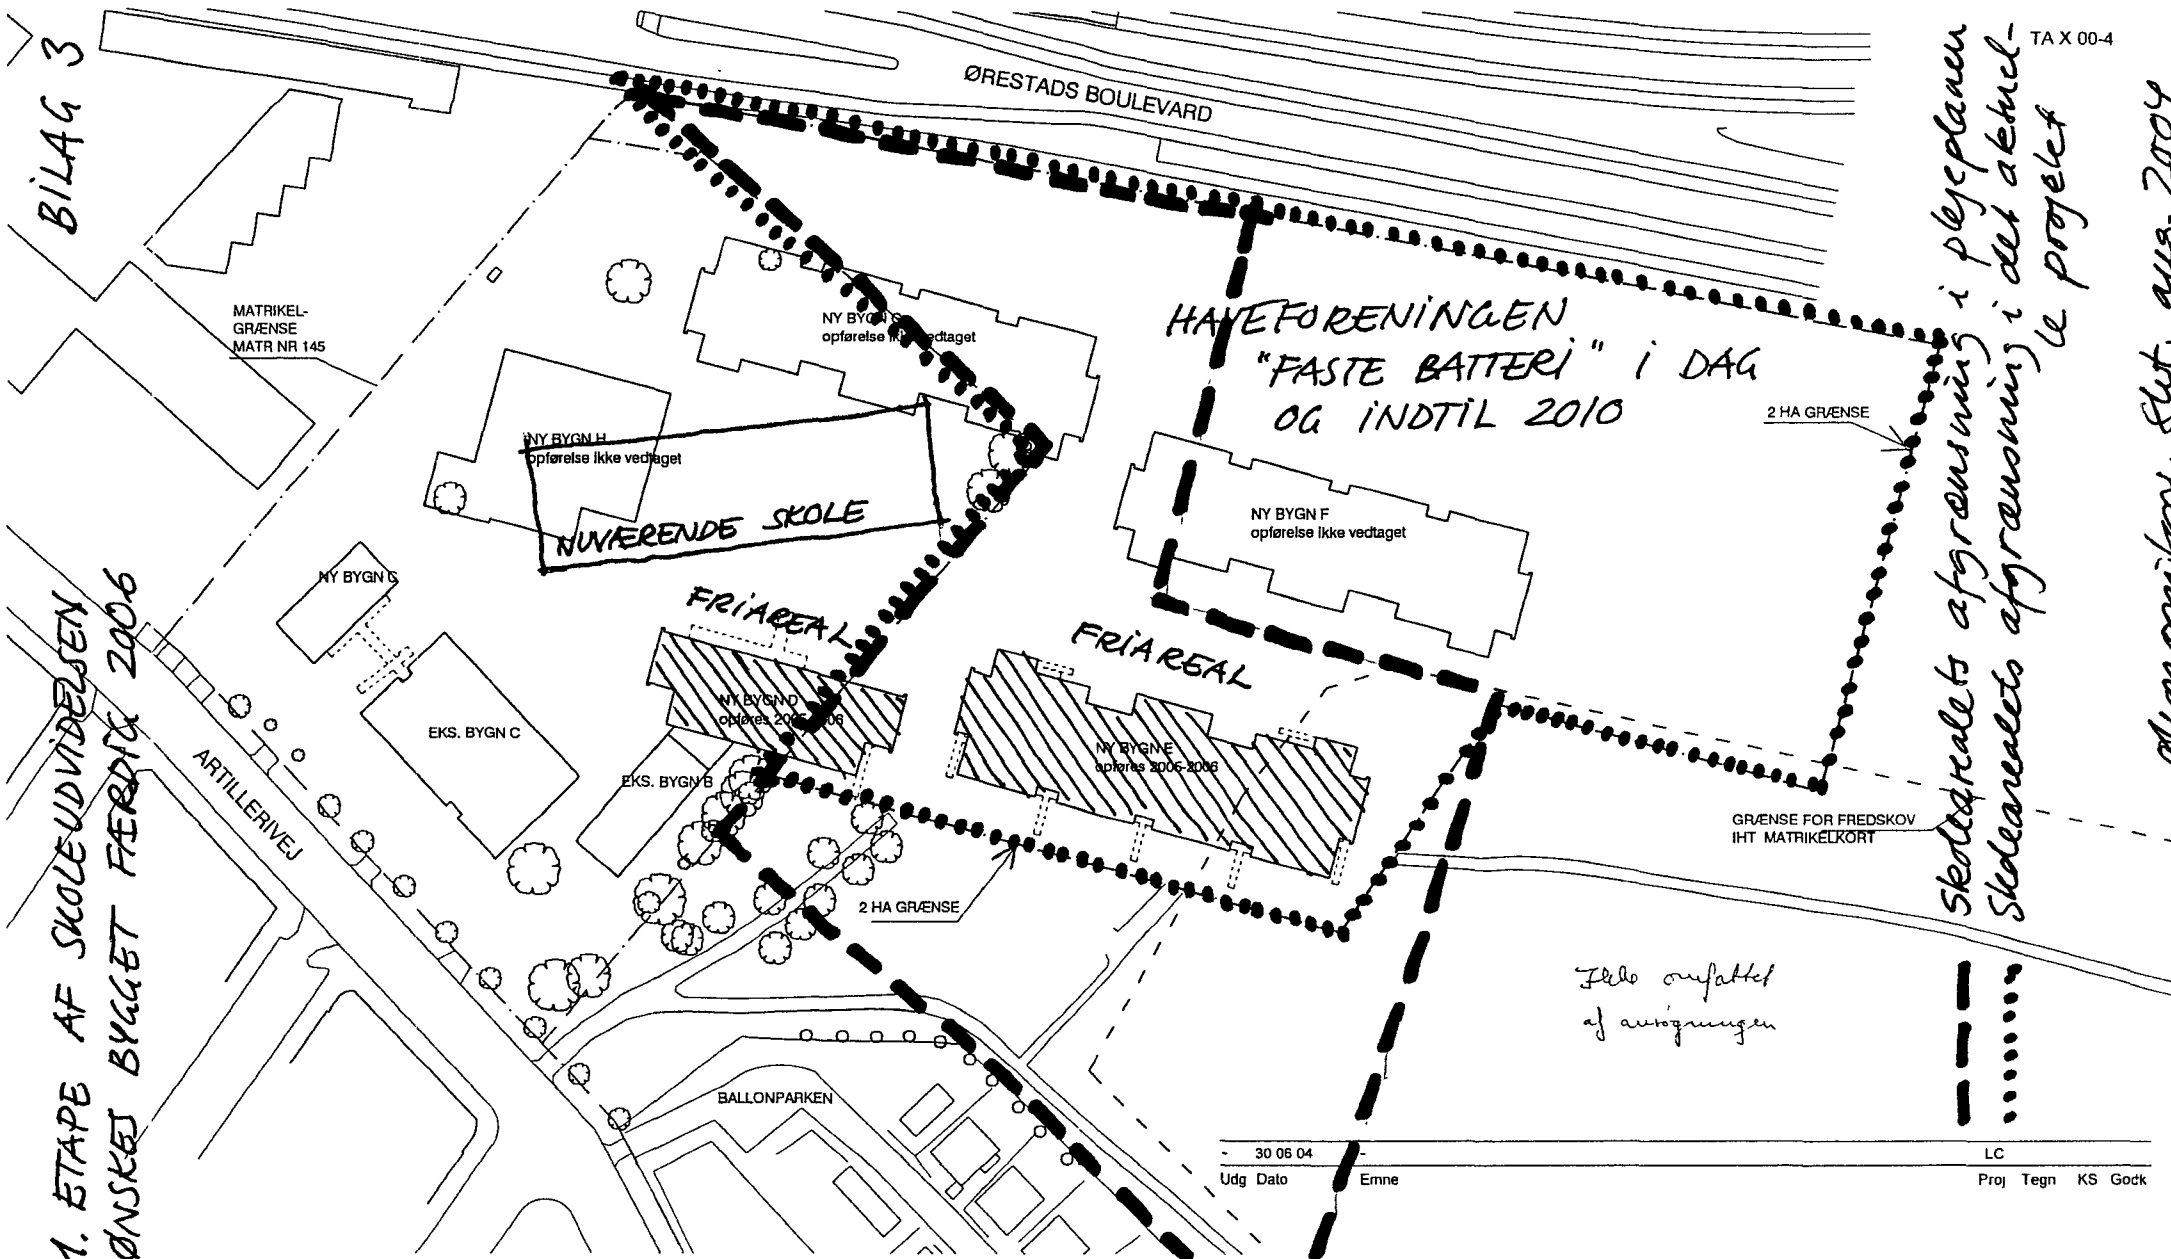 BILAG 3
TA X 00-4
ØRESTADS BOULEVARD
MATRIKEL-
GRÆNSE
MATR NR 145
NY BYGN G
opførelse ikke vedtaget
HAVEFORENINGEN
"FASTE BATTERI" I DAG
OG INDTIL 2010
2 HA GRÆNSE
NY BYGN H
opførelse ikke vedtaget
NUVÆRENDE SKOLE
NY BYGN F
opførelse ikke vedtaget
NY BYGN C
FRIAREAL
FRIAREAL
NY BYGN D
opføres 2005-2006
NY BYGN E
opføres 2005-2006
EKS. BYGN C
EKS. BYGN B
ARTILLERIVEJ
2 HA GRÆNSE
GRÆNSE FOR FREDSKOV
IHT MATRIKELKORT
Ikke omfattet
af ansøgningen
BALLONPARKEN
1. ETAPE AF SKOLEUDVIDELSEN
ØNSKES BYGGET FÆRDIG 2006
Skolearealets afgrænsning i plejeplanen
Skolearealets afgrænsning i det aktuel-
le projekt
aug. 2004
- 30 06 04 - LC
Udg Dato Emne Proj Tegn KS Godk